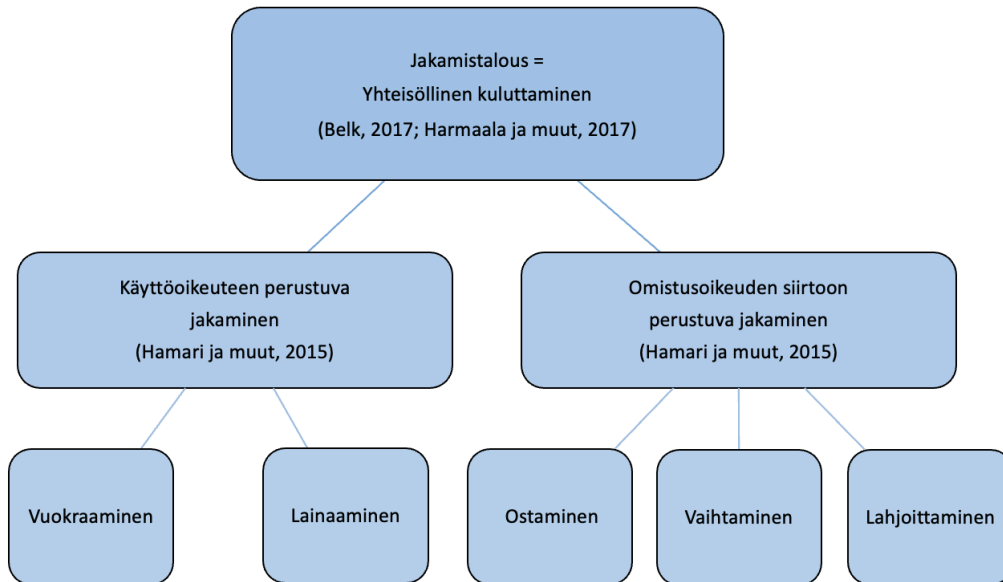 Jakamistalous =
Yhteisöllinen kuluttaminen
(Belk, 2017; Harmaala ja muut, 2017)
Käyttöoikeuteen perustuva
jakaminen
(Hamari ja muut, 2015)
Omistusoikeuden siirtoon
perustuva jakaminen
(Hamari ja muut, 2015)
Vuokraaminen
Lainaaminen
Ostaminen
Vaihtaminen
Lahjoittaminen